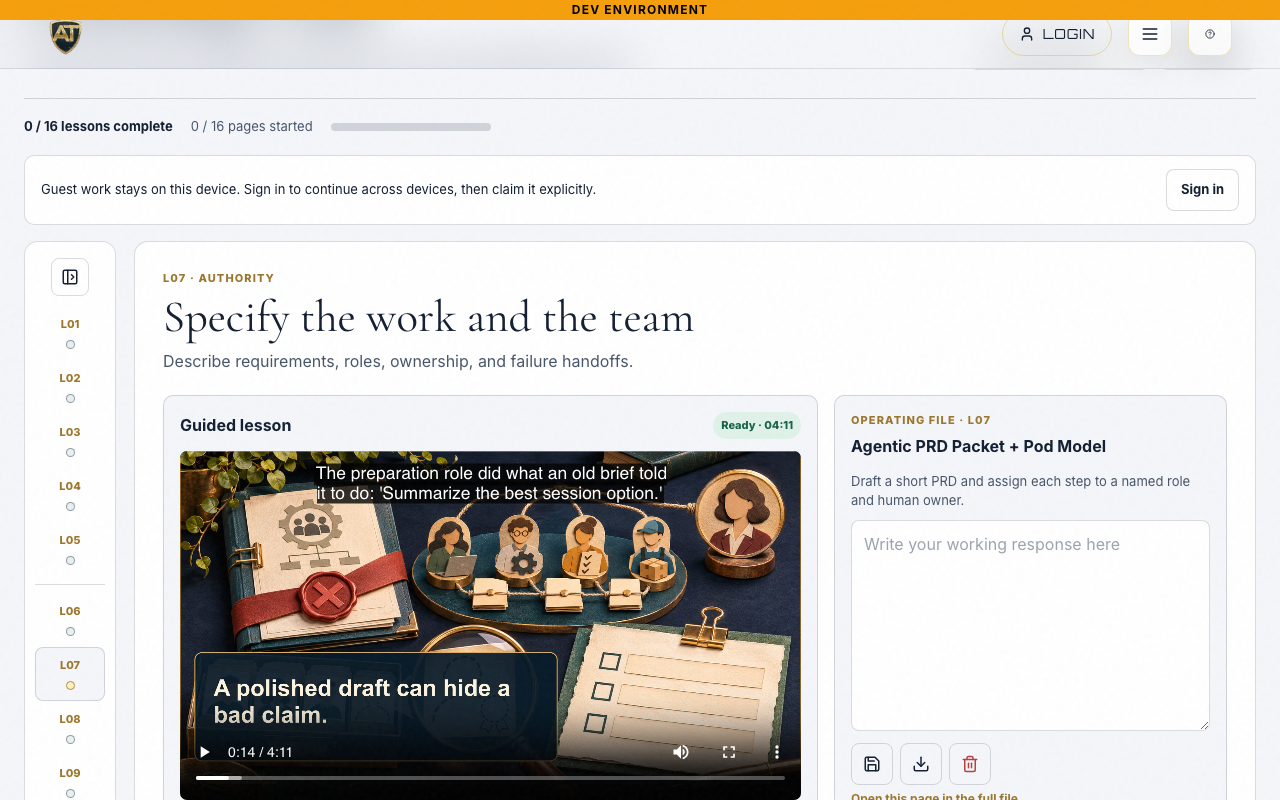 DEV ENVIRONMENT
AT
LOGIN
0 / 16 lessons complete
0 / 16 pages started
Guest work stays on this device. Sign in to continue across devices, then claim it explicitly.
Sign in
L01
L02
L03
L04
L05
L06
L07
L08
L09
L07 · AUTHORITY
Specify the work and the team
Describe requirements, roles, ownership, and failure handoffs.
Guided lesson
Ready · 04:11
The preparation role did what an old brief told
it to do: 'Summarize the best session option.'
A polished draft can hide a
bad claim.
0:14 / 4:11
OPERATING FILE · L07
Agentic PRD Packet + Pod Model
Draft a short PRD and assign each step to a named role
and human owner.
Write your working response here
Open this page in the full file